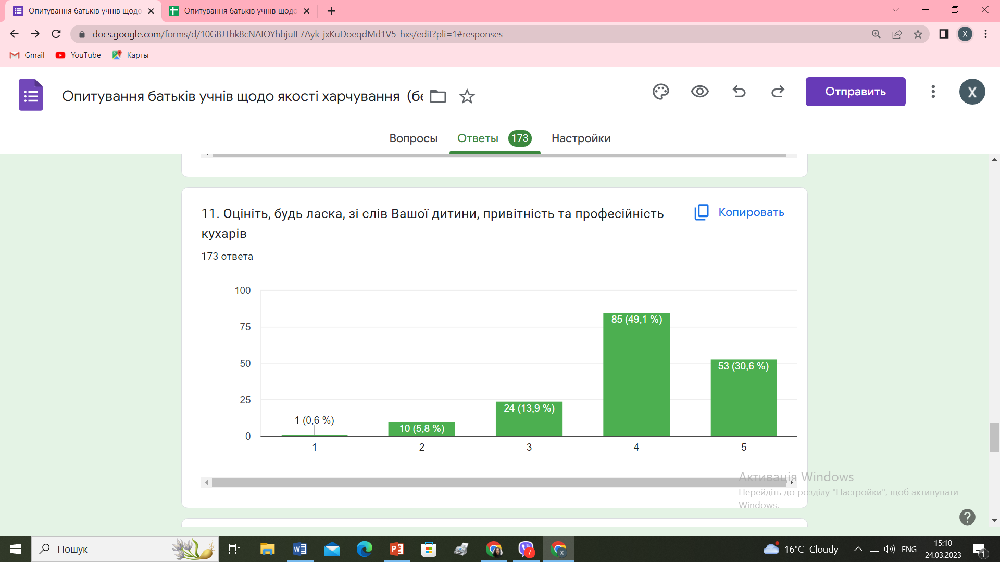 Опитування батьків учнів щодо
Опитування батьків учнів щодо
docs.google.com/forms/d/10GBJThk8cNAIOYhbjuIL7Ayk_jxKuDoeqdMd1V5_hxs/edit?pli=1#responses
X
Gmail
YouTube
Карты
Опитування батьків учнів щодо якості харчування (бе
Отправить
X
Вопросы
Ответы
173
Настройки
11. Оцініть, будь ласка, зі слів Вашої дитини, привітність та професійність
кухарів
Копировать
173 ответа
100
75
50
25
0
1 (0,6 %)
10 (5,8 %)
24 (13,9 %)
85 (49,1 %)
53 (30,6 %)
1
2
3
4
5
Активація Windows
Перейдіть до розділу "Настройки", щоб активувати
Windows.
Пошук
7
16°C Cloudy
ENG
15:10
24.03.2023
1